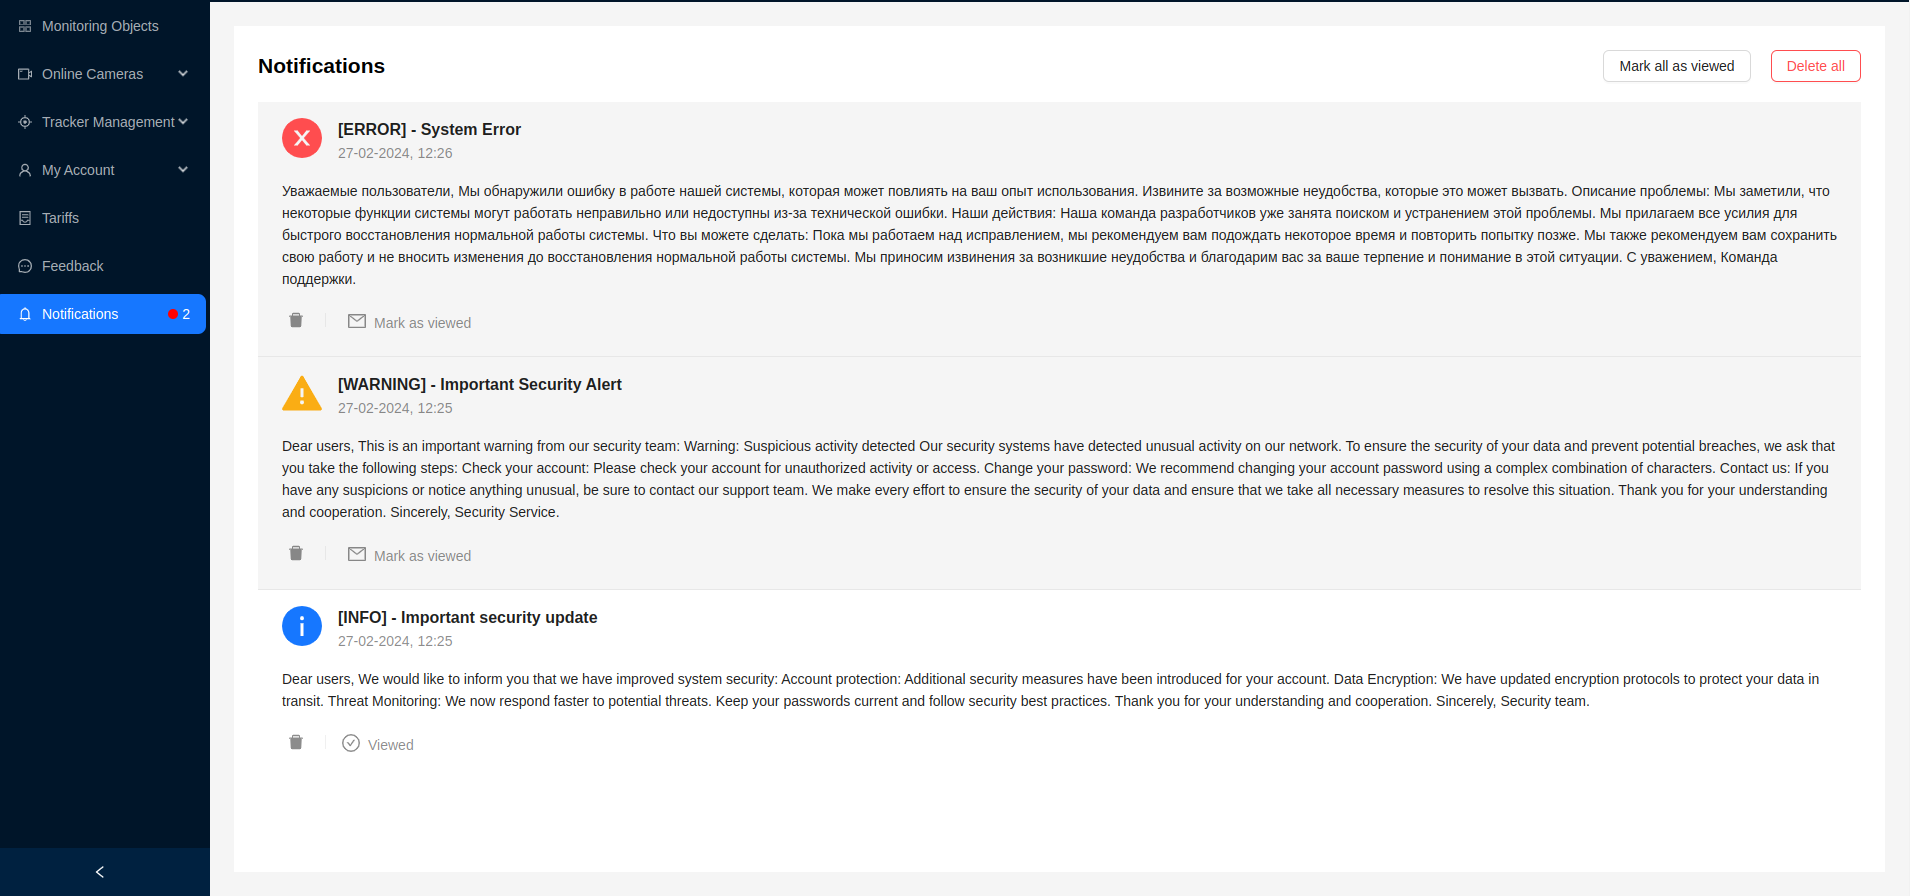 Monitoring Objects
Online Cameras
Tracker Management
My Account
Tariffs
Feedback
Notifications 2
Notifications
Mark all as viewed
Delete all
[ERROR] - System Error
27-02-2024, 12:26
Уважаемые пользователи, Мы обнаружили ошибку в работе нашей системы, которая может повлиять на ваш опыт использования. Извините за возможные неудобства, которые это может вызвать. Описание проблемы: Мы заметили, что
некоторые функции системы могут работать неправильно или недоступны из-за технической ошибки. Наши действия: Наша команда разработчиков уже занята поиском и устранением этой проблемы. Мы прилагаем все усилия для
быстрого восстановления нормальной работы системы. Что вы можете сделать: Пока мы работаем над исправлением, мы рекомендуем вам подождать некоторое время и повторить попытку позже. Мы также рекомендуем вам сохранить
свою работу и не вносить изменения до восстановления нормальной работы системы. Мы приносим извинения за возникшие неудобства и благодарим вас за ваше терпение и понимание в этой ситуации. С уважением, Команда
поддержки.
Mark as viewed
[WARNING] - Important Security Alert
27-02-2024, 12:25
Dear users, This is an important warning from our security team: Warning: Suspicious activity detected Our security systems have detected unusual activity on our network. To ensure the security of your data and prevent potential breaches, we ask that
you take the following steps: Check your account: Please check your account for unauthorized activity or access. Change your password: We recommend changing your account password using a complex combination of characters. Contact us: If you
have any suspicions or notice anything unusual, be sure to contact our support team. We make every effort to ensure the security of your data and ensure that we take all necessary measures to resolve this situation. Thank you for your understanding
and cooperation. Sincerely, Security Service.
Mark as viewed
[INFO] - Important security update
27-02-2024, 12:25
Dear users, We would like to inform you that we have improved system security: Account protection: Additional security measures have been introduced for your account. Data Encryption: We have updated encryption protocols to protect your data in
transit. Threat Monitoring: We now respond faster to potential threats. Keep your passwords current and follow security best practices. Thank you for your understanding and cooperation. Sincerely, Security team.
Viewed